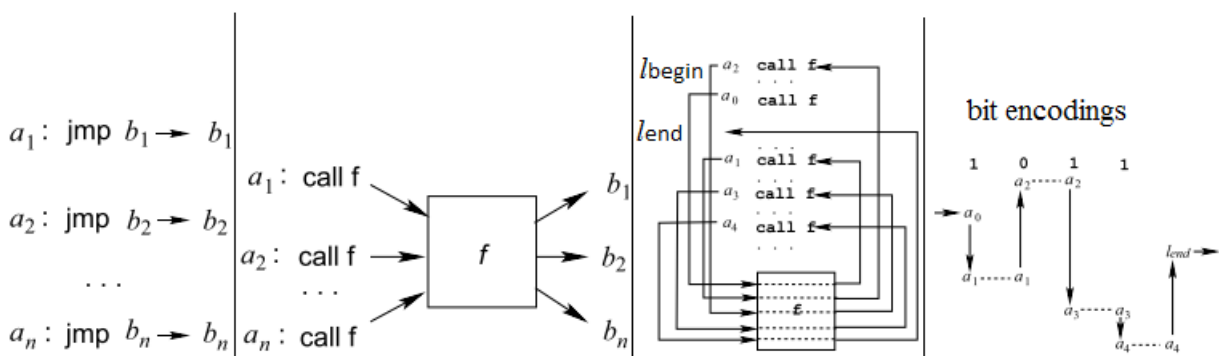 a₁: jmp b₁ b₁
a₂: jmp b₂ b₂
. . .
aₙ: jmp bₙ bₙ
a₁: call f
a₂: call f
. . .
aₙ: call f
f
b₁
b₂
bₙ
lbegin a₂ call f
. . .
a₀ call f
lend
. . .
a₁ call f
. . .
a₃ call f
. . .
a₄ call f
. . .
f
bit encodings
1 0 1 1
a₂ a₂
a₀
lend
a₁ a₁
a₃ a₃
a₄ a₄